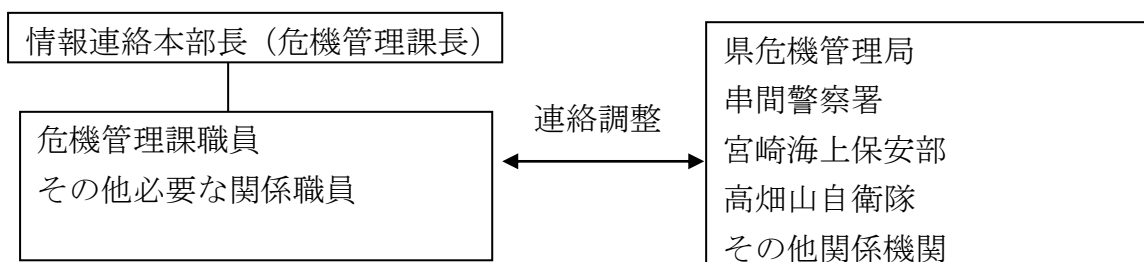 情報連絡本部長（危機管理課長）
危機管理課職員
その他必要な関係職員
連絡調整
県危機管理局
串間警察署
宮崎海上保安部
高畑山自衛隊
その他関係機関